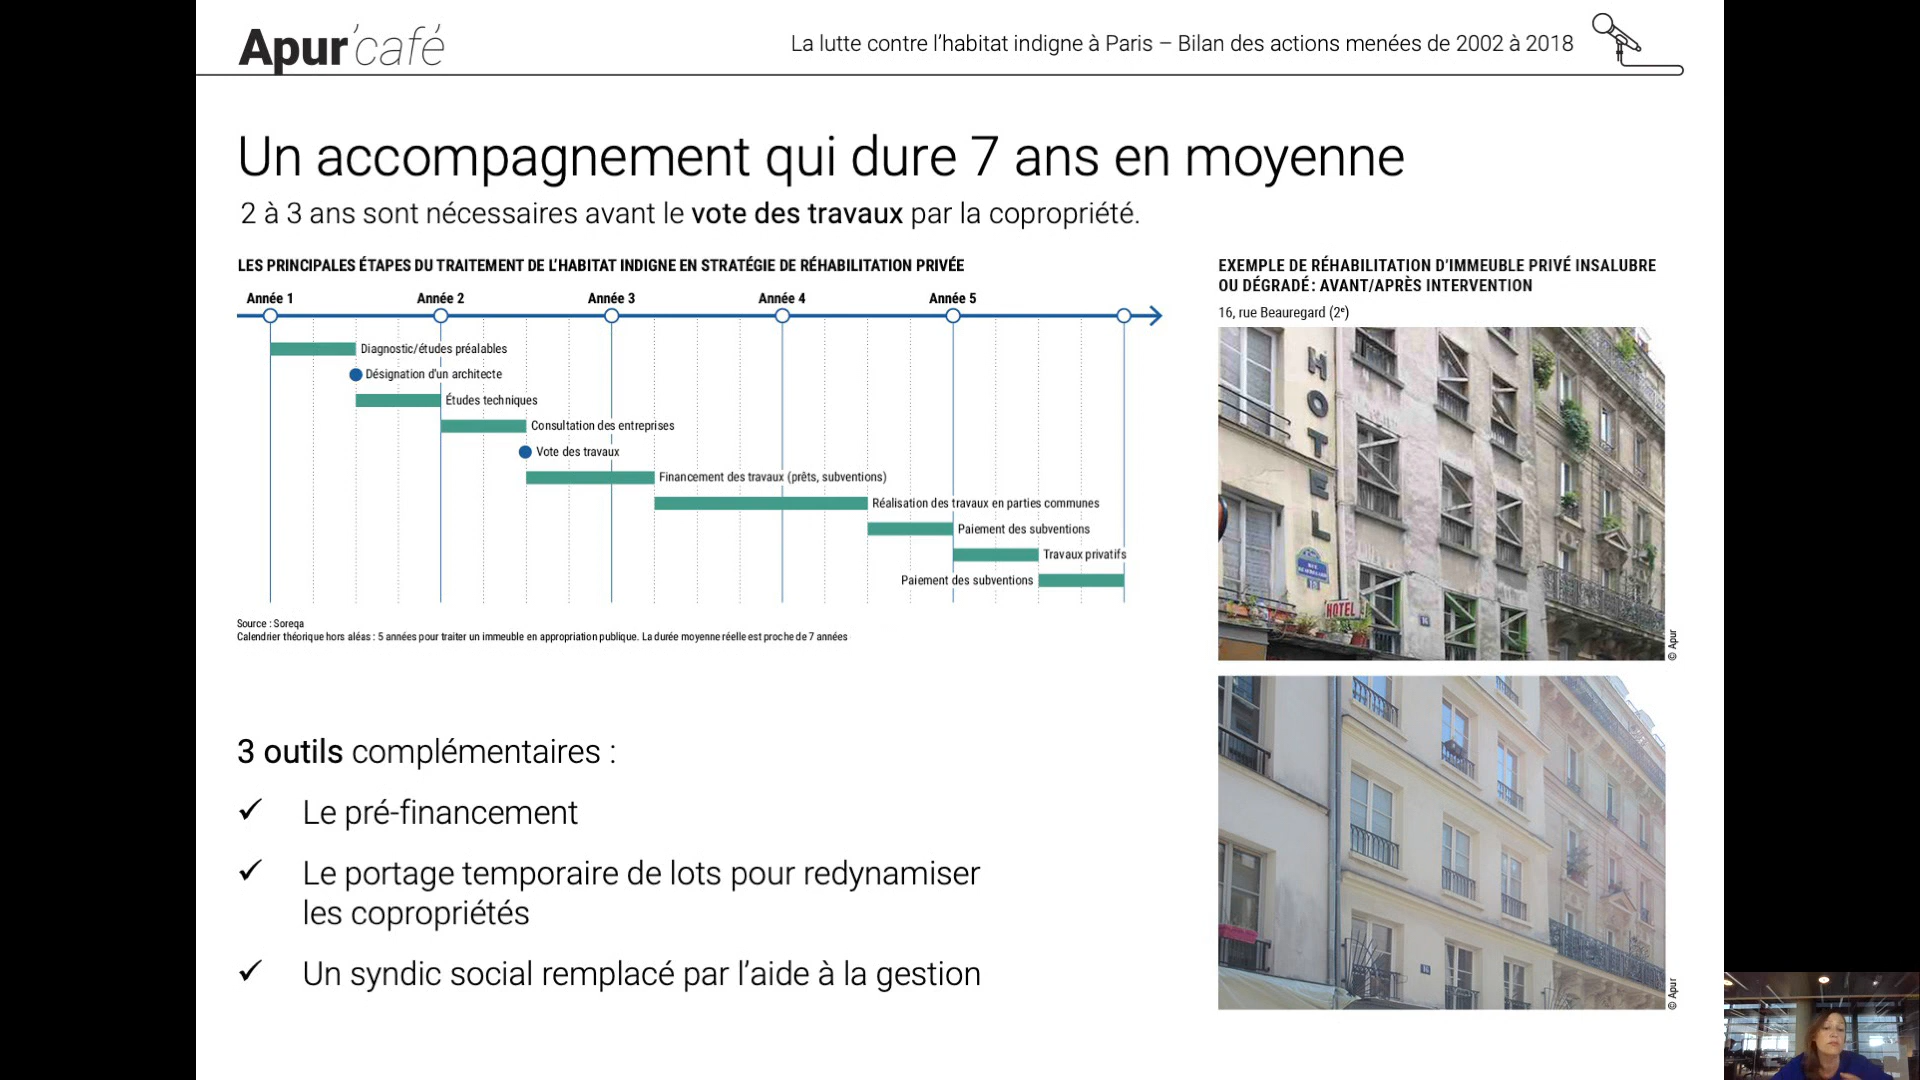 Apur'café
La lutte contre l'habitat indigne à Paris – Bilan des actions menées de 2002 à 2018
Un accompagnement qui dure 7 ans en moyenne
2 à 3 ans sont nécessaires avant le vote des travaux par la copropriété.
LES PRINCIPALES ÉTAPES DU TRAITEMENT DE L'HABITAT INDIGNE EN STRATÉGIE DE RÉHABILITATION PRIVÉE
Année 1
Année 2
Année 3
Année 4
Année 5
Diagnostic/études préalables
Désignation d'un architecte
Études techniques
Consultation des entreprises
Vote des travaux
Financement des travaux (prêts, subventions)
Réalisation des travaux en parties communes
Paiement des subventions
Travaux privatifs
Paiement des subventions
Source : Soreqa
Calendrier théorique hors aléas : 5 années pour traiter un immeuble en appropriation publique. La durée moyenne réelle est proche de 7 années
3 outils complémentaires :
✓ Le pré-financement
✓ Le portage temporaire de lots pour redynamiser
les copropriétés
✓ Un syndic social remplacé par l'aide à la gestion
EXEMPLE DE RÉHABILITATION D'IMMEUBLE PRIVÉ INSALUBRE
OU DÉGRADÉ : AVANT/APRÈS INTERVENTION
16, rue Beauregard (2e)
HOTEL
RUE
BEAUREGARD
HOTEL
16
© Apur
16
© Apur